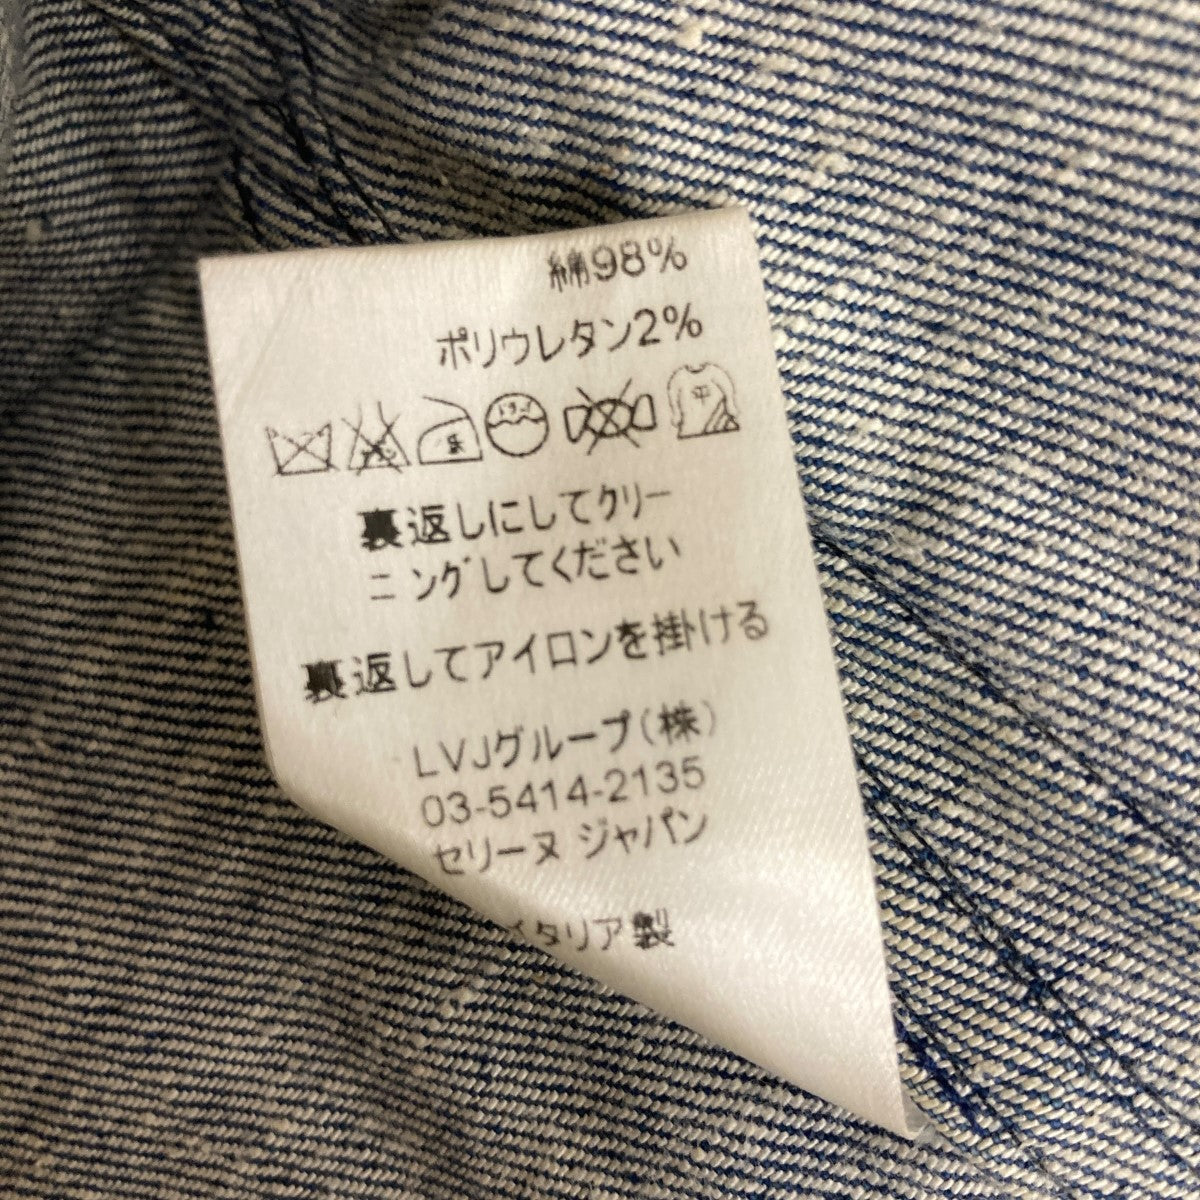 綿98%
ポリウレタン2%
平
裏返しにしてクリー
ニングしてください
裏返してアイロンを掛ける
LVJグループ(株)
03-5414-2135
セリーヌ ジャパン
イタリア製